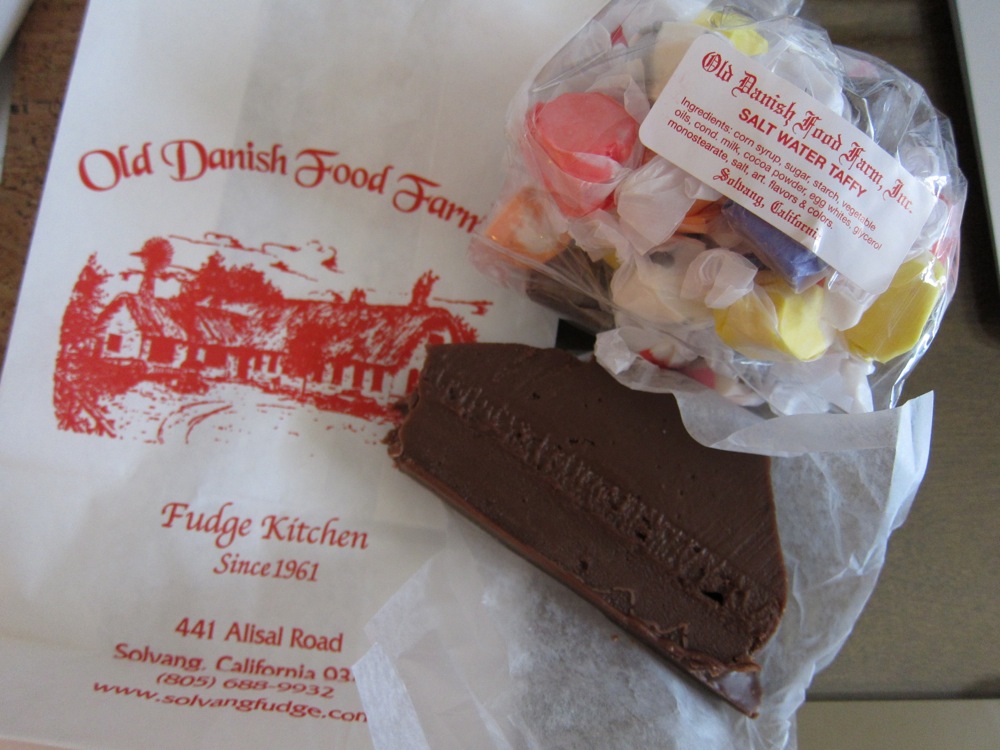 Old Danish Food Farm
Fudge Kitchen
Since 1961
441 Alisal Road
Solvang, California
(805) 688-9932
www.solvangfudge.com
Old Danish Food Farm, Inc.
SALT WATER TAFFY
Ingredients: corn syrup, sugar, starch, vegetable
oils, cond. milk, cocoa powder, egg whites, glycerol
monostearate, salt, art. flavors & colors.
Solvang, California